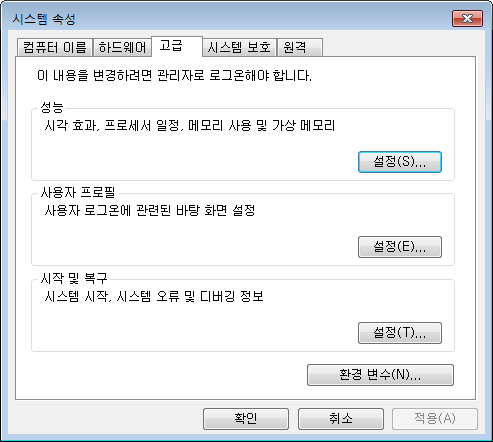 시스템 속성
컴퓨터 이름 하드웨어 고급 시스템 보호 원격
이 내용을 변경하려면 관리자로 로그온해야 합니다.
성능
시각 효과, 프로세서 일정, 메모리 사용 및 가상 메모리
설정(S)...
사용자 프로필
사용자 로그온에 관련된 바탕 화면 설정
설정(E)...
시작 및 복구
시스템 시작, 시스템 오류 및 디버깅 정보
설정(T)...
환경 변수(N)...
확인 취소 적용(A)